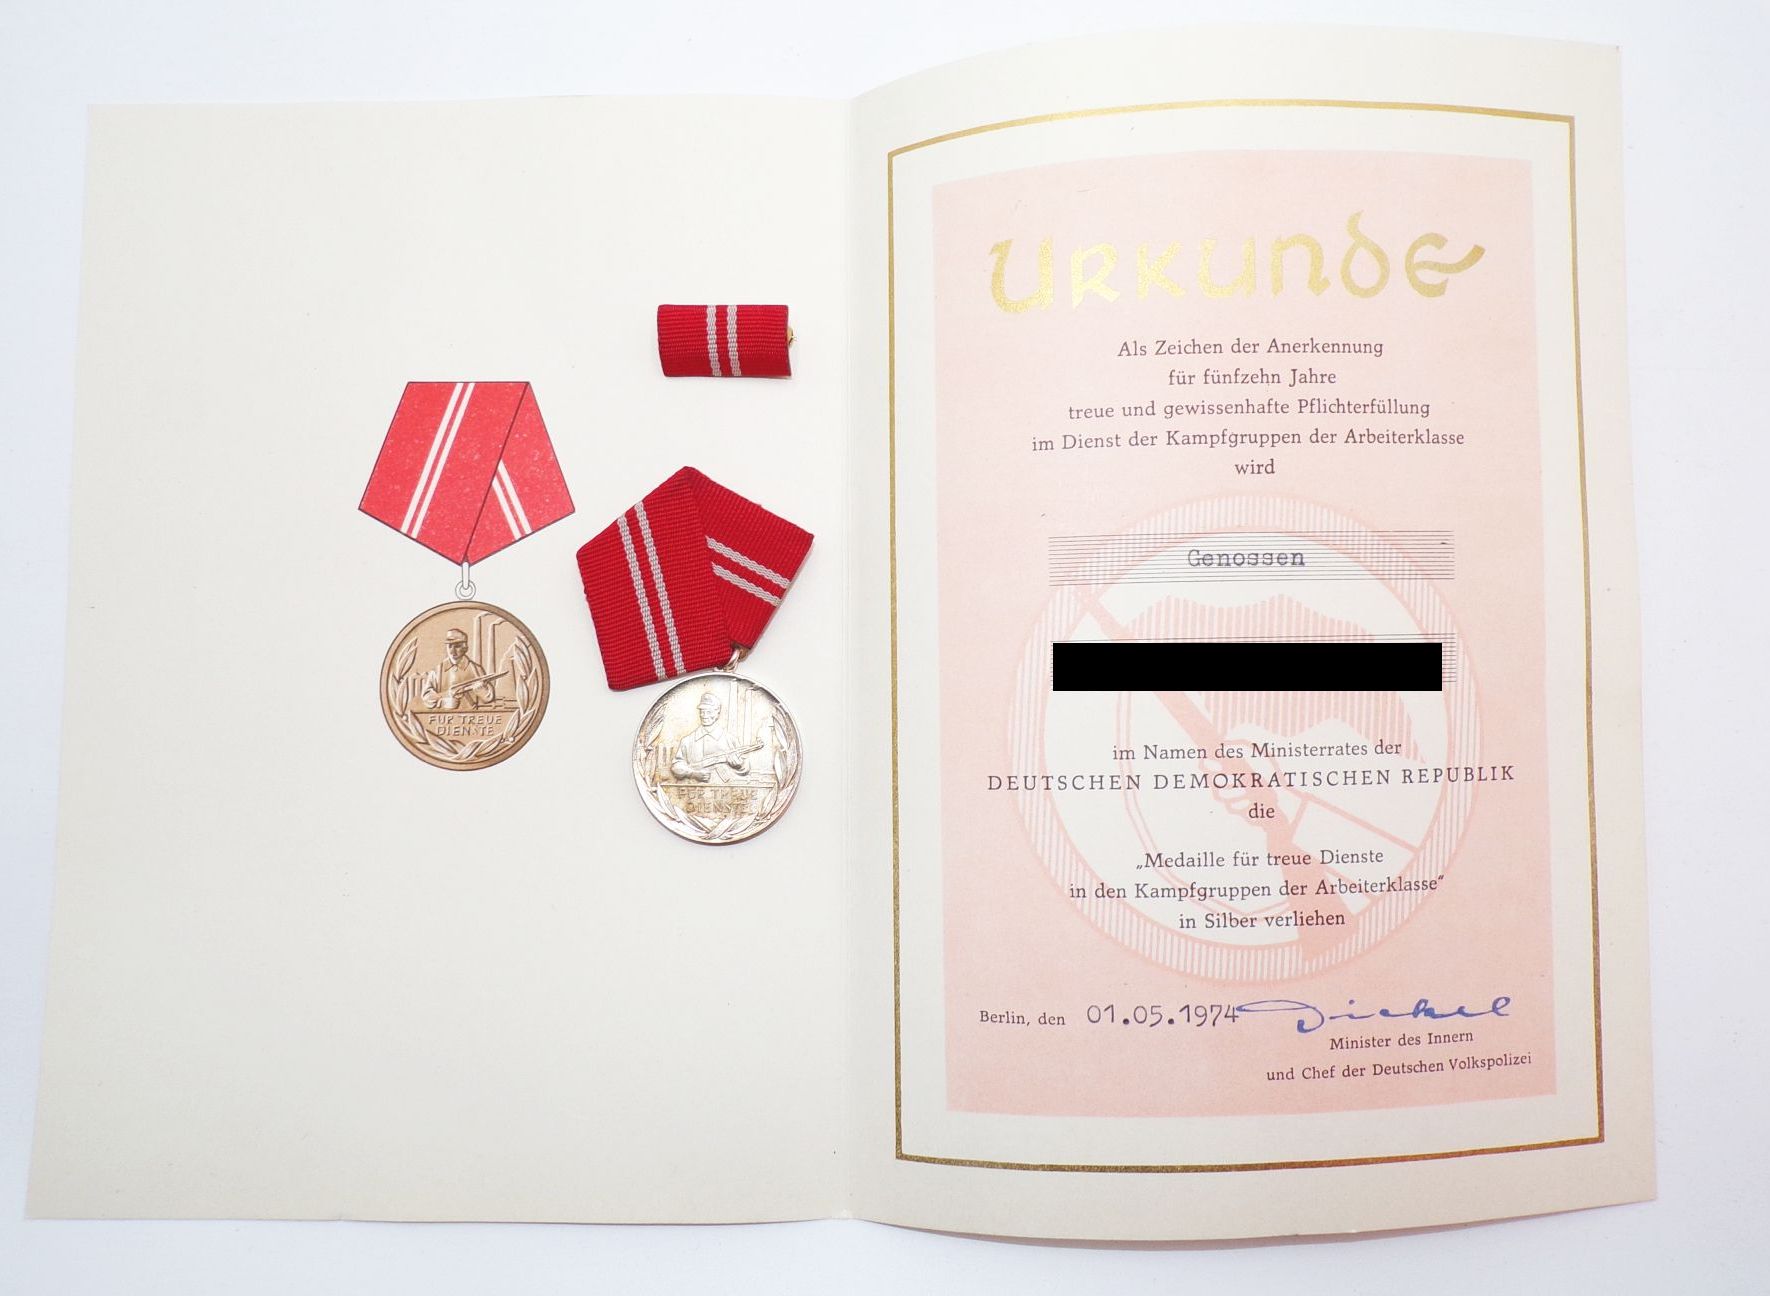 FÜR TREUE
DIENSTE
FÜR TREUE
DIENSTE
URKUNDE
Als Zeichen der Anerkennung
für fünfzehn Jahre
treue und gewissenhafte Pflichterfüllung
im Dienst der Kampfgruppen der Arbeiterklasse
wird
Genossen
im Namen des Ministerrates der
DEUTSCHEN DEMOKRATISCHEN REPUBLIK
die
„Medaille für treue Dienste
in den Kampfgruppen der Arbeiterklasse“
in Silber verliehen
Berlin, den 01.05.1974 Dickel
Minister des Innern
und Chef der Deutschen Volkspolizei